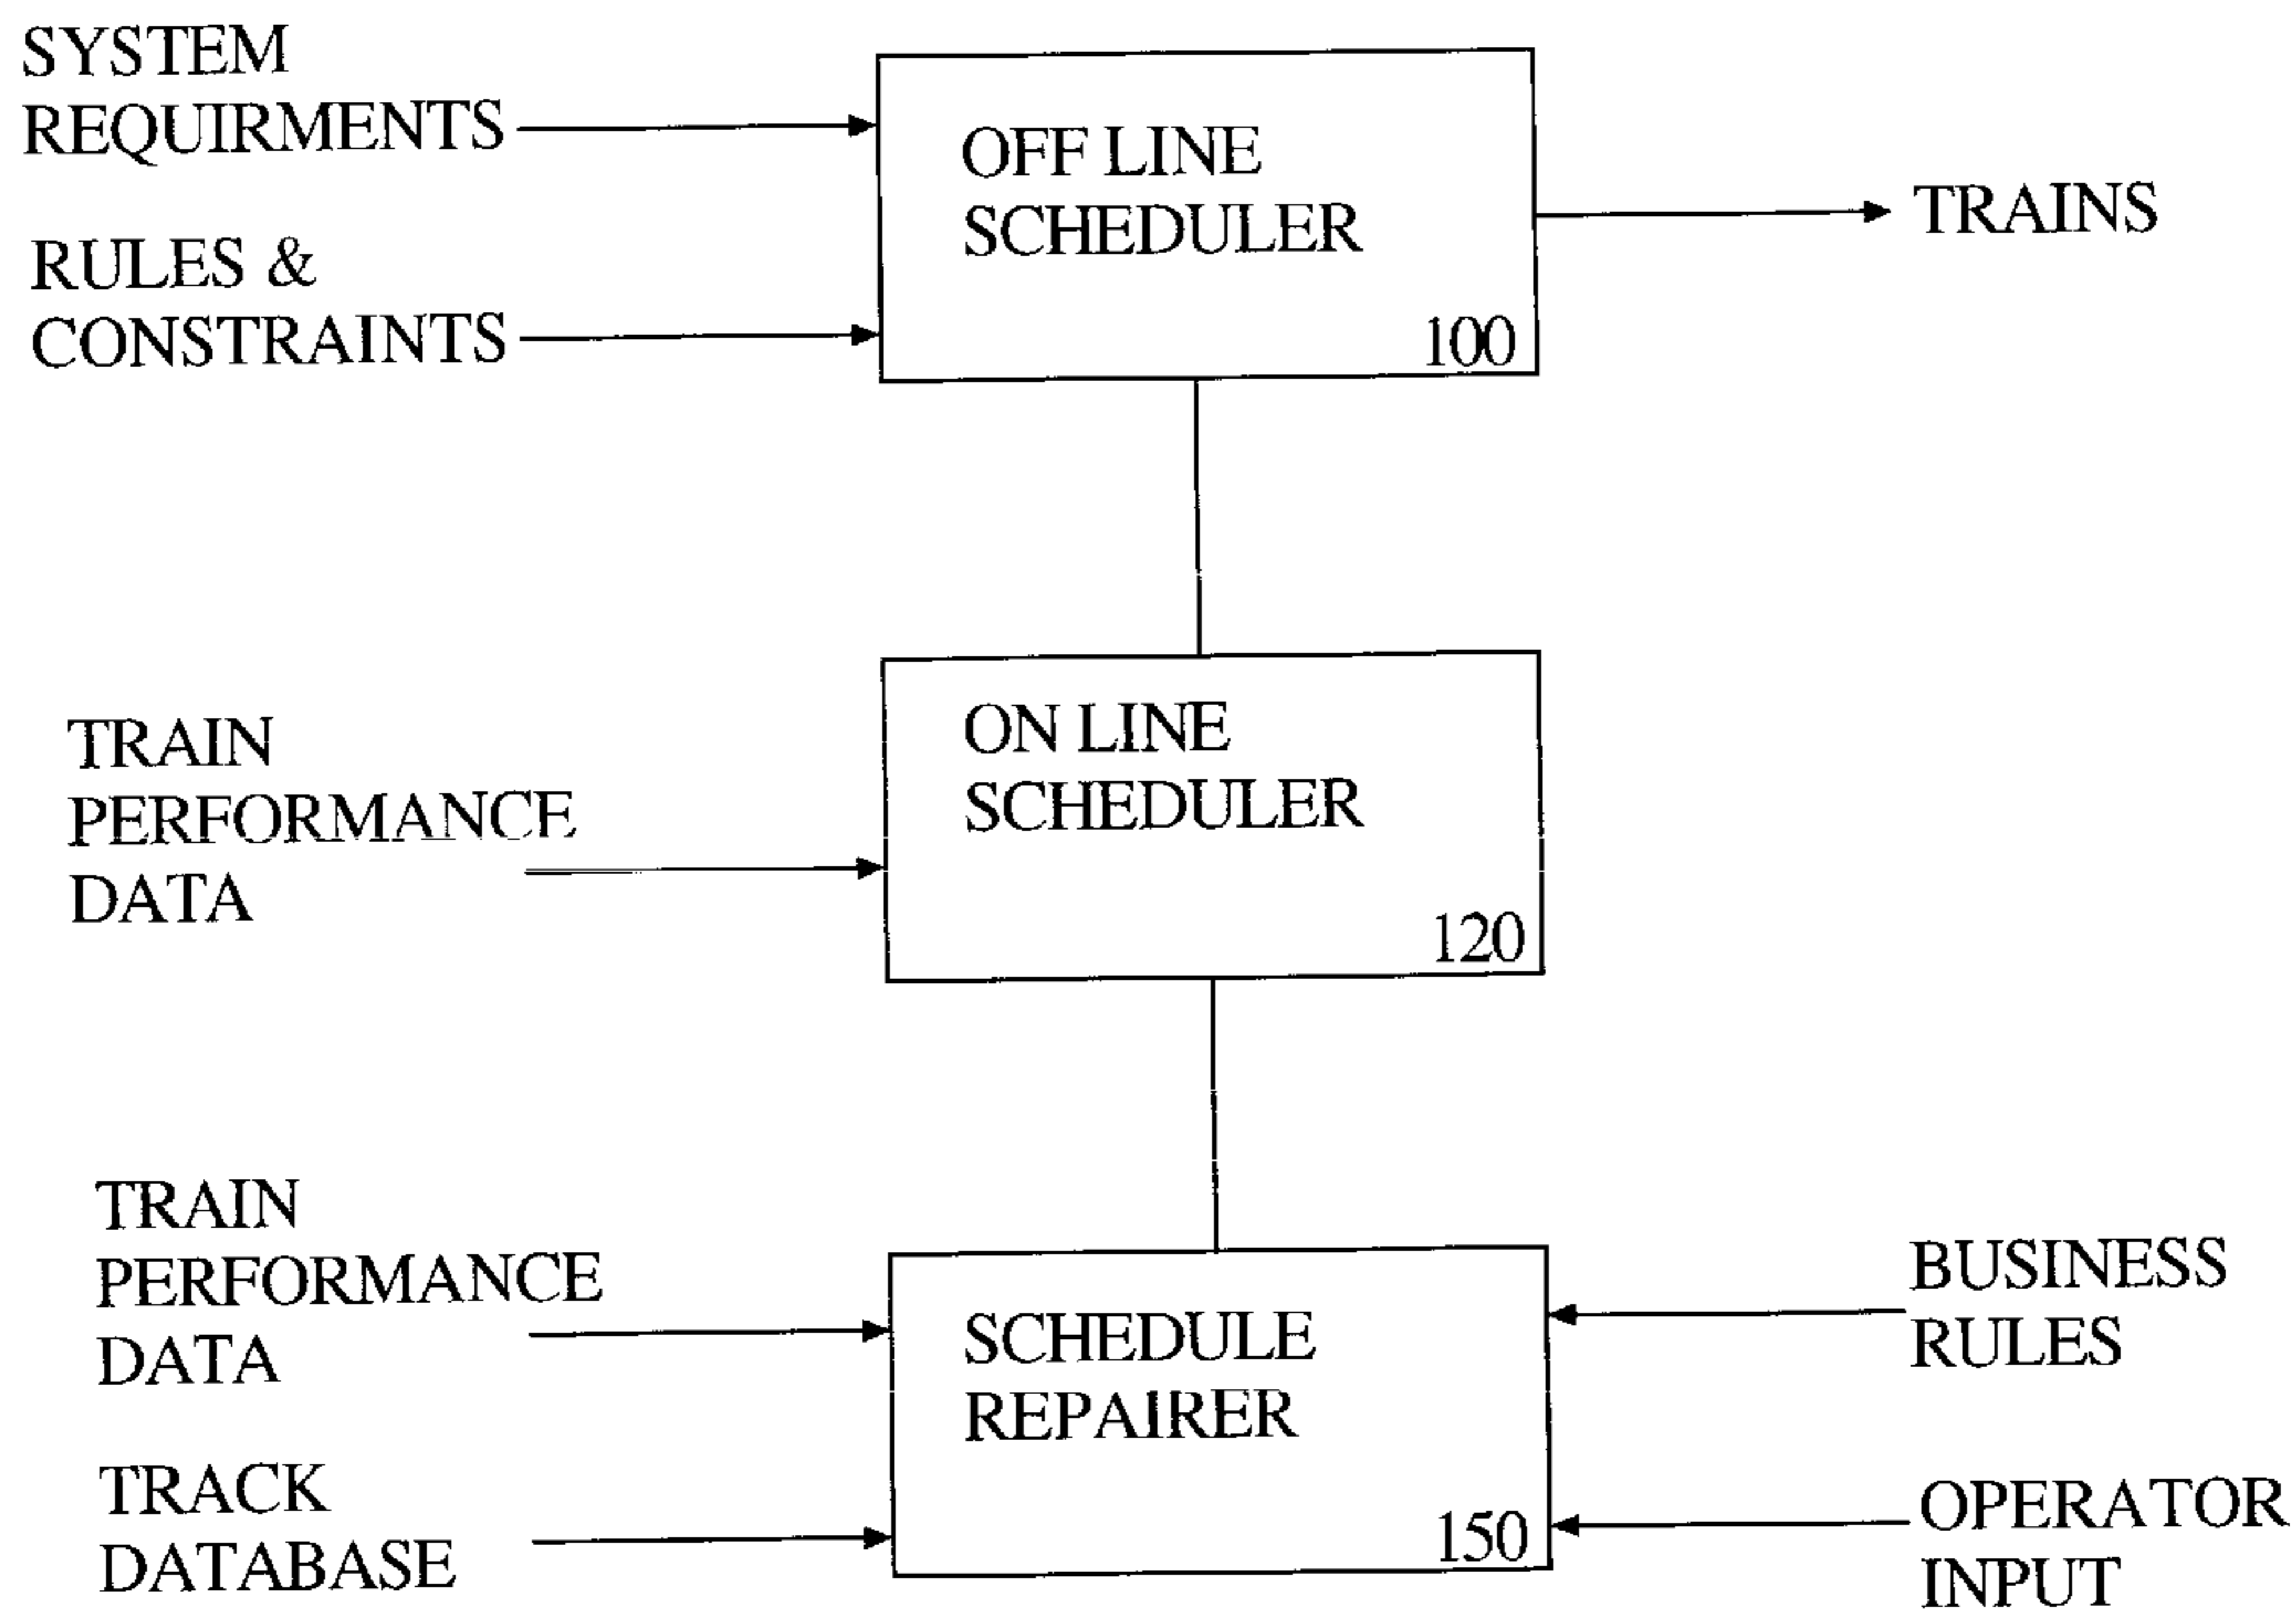 SYSTEM
REQUIRMENTS
RULES &
CONSTRAINTS
OFF LINE
SCHEDULER
100
TRAINS
TRAIN
PERFORMANCE
DATA
ON LINE
SCHEDULER
120
TRAIN
PERFORMANCE
DATA
TRACK
DATABASE
SCHEDULE
REPAIRER
150
BUSINESS
RULES
OPERATOR
INPUT